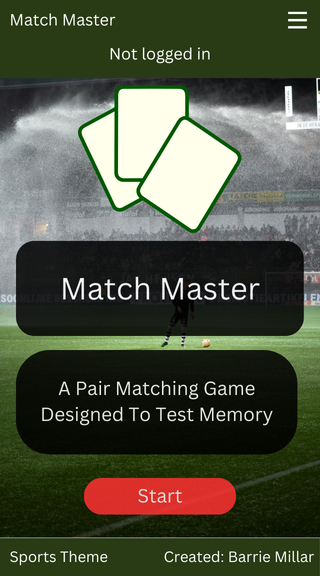 Match Master
Not logged in
Match Master
A Pair Matching Game
Designed To Test Memory
Start
Sports Theme
Created: Barrie Millar